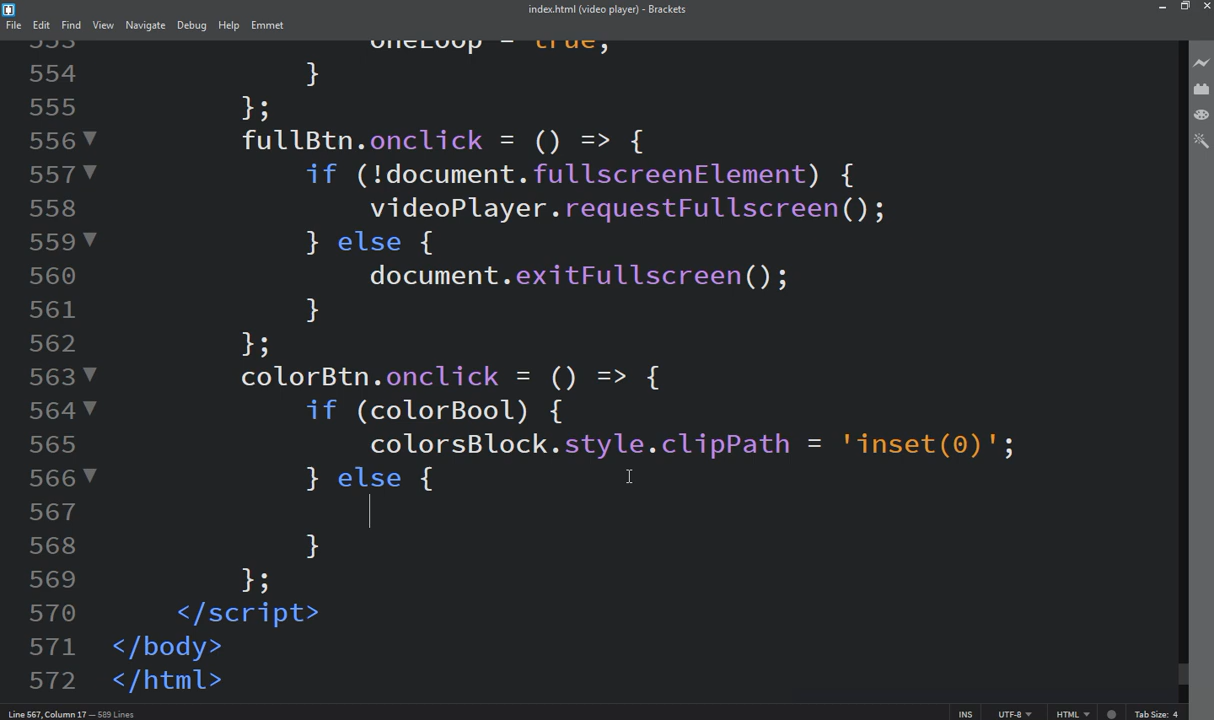 index.html (video player) - Brackets
File Edit Find View Navigate Debug Help Emmet
553 oneLoop = true;
554 }
555 };
556 fullBtn.onclick = () => {
557 if (!document.fullscreenElement) {
558 videoPlayer.requestFullscreen();
559 } else {
560 document.exitFullscreen();
561 }
562 };
563 colorBtn.onclick = () => {
564 if (colorBool) {
565 colorsBlock.style.clipPath = 'inset(0)';
566 } else {
567
568 }
569 };
570 </script>
571 </body>
572 </html>
Line 567, Column 17 — 589 Lines INS UTF-8 HTML Tab Size: 4